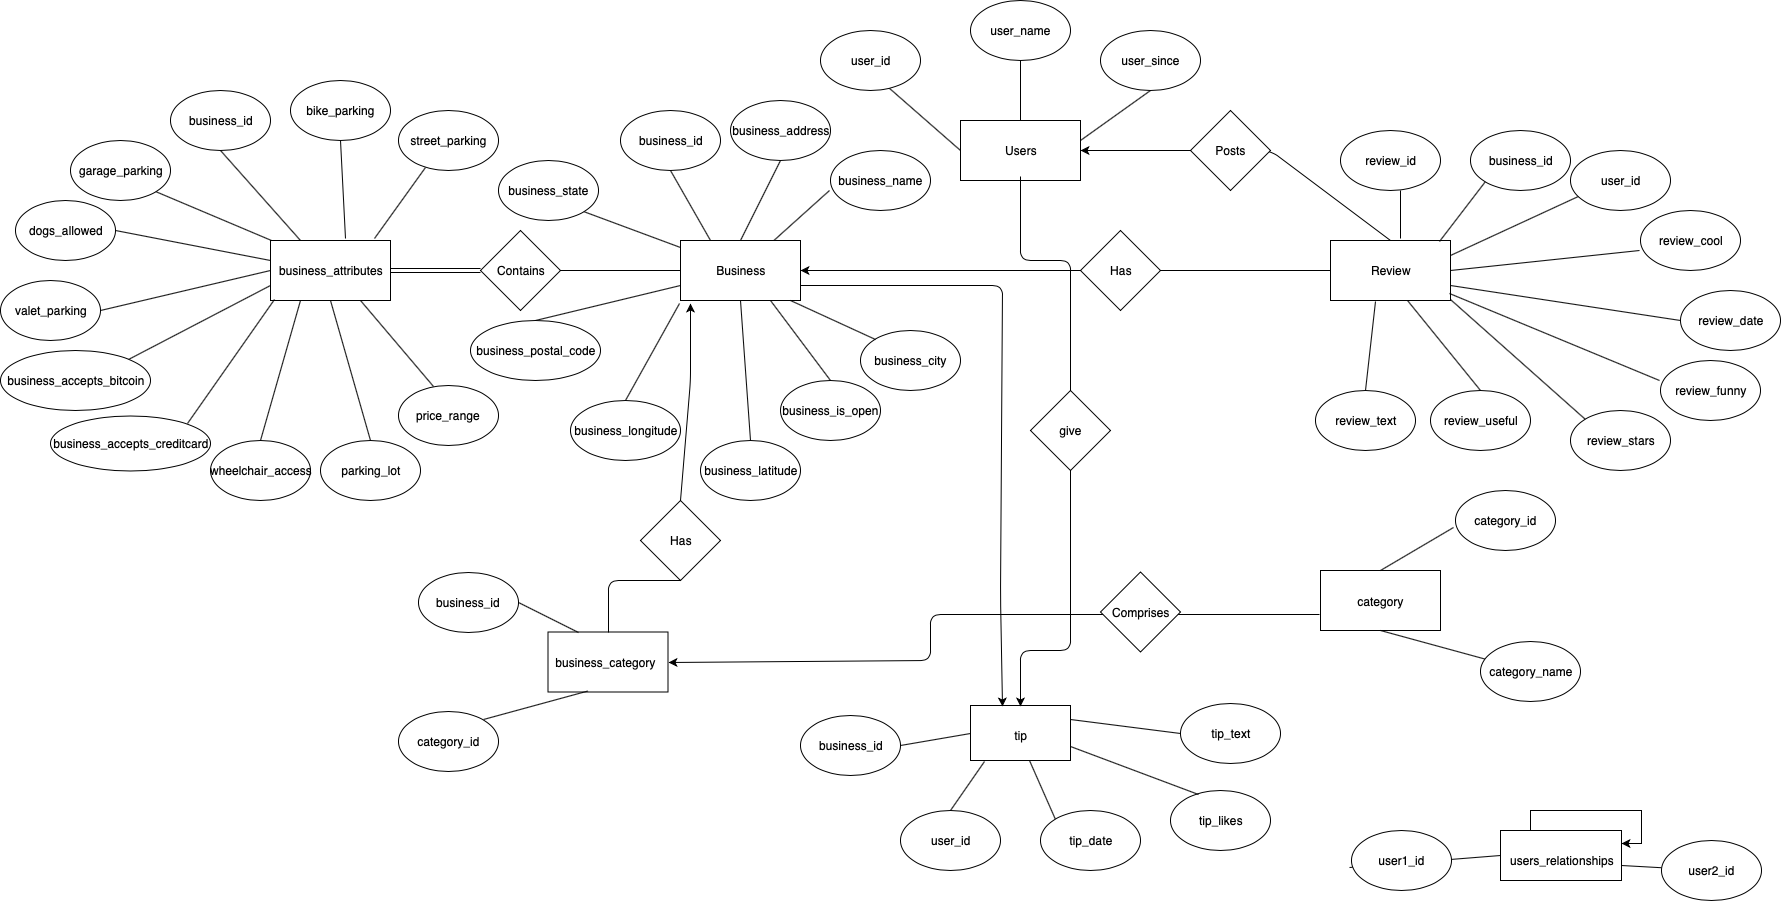 user_name
user_id
user_since
Users
Posts
business_id
bike_parking
street_parking
garage_parking
dogs_allowed
valet_parking
business_accepts_bitcoin
business_accepts_creditcard
wheelchair_access
parking_lot
price_range
business_attributes
Contains
business_state
business_id
business_address
business_name
Business
business_postal_code
business_longitude
business_latitude
business_is_open
business_city
Has
review_id
business_id
user_id
review_cool
review_date
review_funny
review_stars
review_useful
review_text
Review
give
Has
business_id
business_category
category_id
Comprises
category
category_id
category_name
tip
business_id
user_id
tip_date
tip_likes
tip_text
user1_id
users_relationships
user2_id